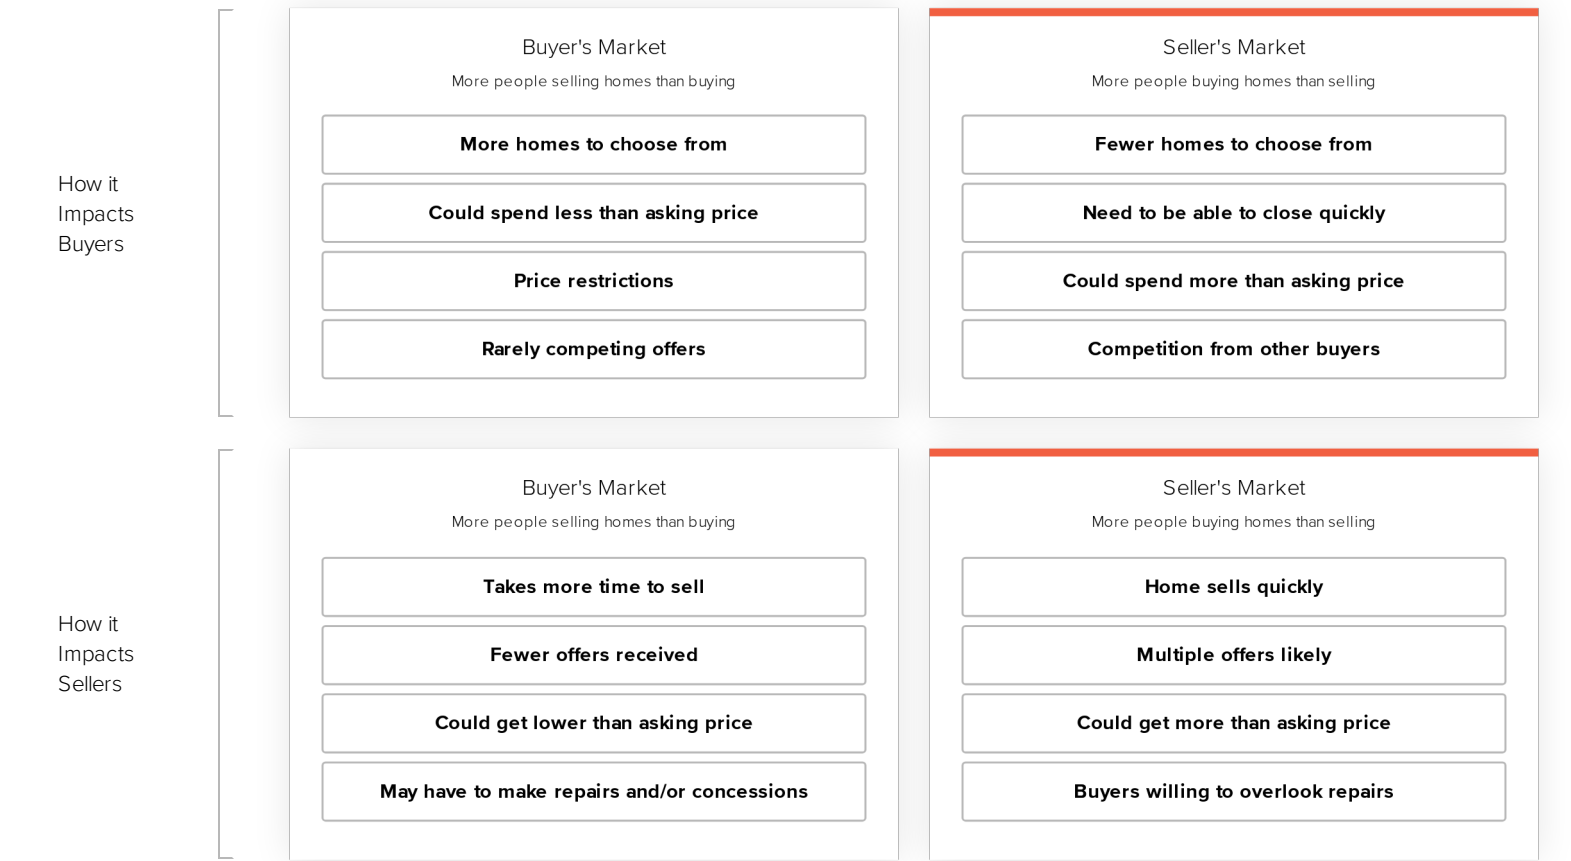 How it
Impacts
Buyers
Buyer's Market
More people selling homes than buying
More homes to choose from
Could spend less than asking price
Price restrictions
Rarely competing offers
Seller's Market
More people buying homes than selling
Fewer homes to choose from
Need to be able to close quickly
Could spend more than asking price
Competition from other buyers
How it
Impacts
Sellers
Buyer's Market
More people selling homes than buying
Takes more time to sell
Fewer offers received
Could get lower than asking price
May have to make repairs and/or concessions
Seller's Market
More people buying homes than selling
Home sells quickly
Multiple offers likely
Could get more than asking price
Buyers willing to overlook repairs